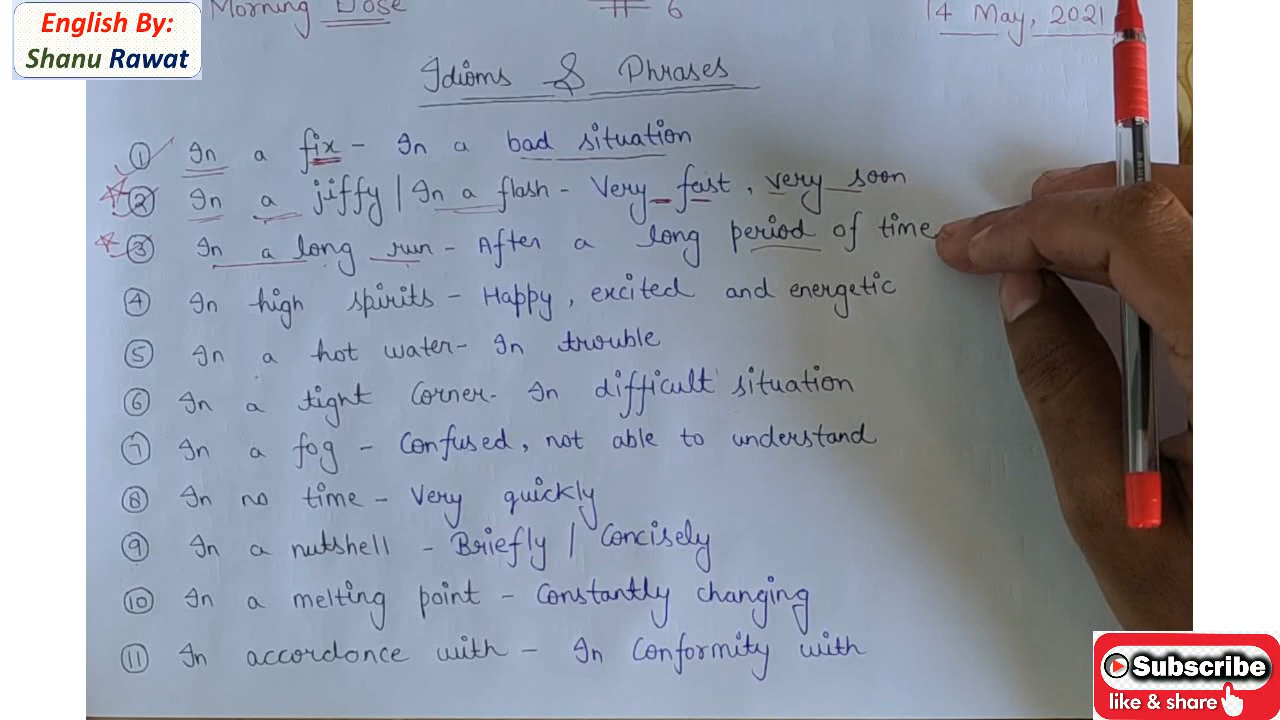 English By:
Shanu Rawat
Morning Dose # 6 14 May, 2021
Idioms & Phrases
1 In a fix - In a bad situation
2 In a jiffy / In a flash - Very fast, very soon
3 In a long run - After a long period of time
4 In high spirits - Happy, excited and energetic
5 In a hot water - In trouble
6 In a tight corner - In difficult situation
7 In a fog - Confused, not able to understand
8 In no time - Very quickly
9 In a nutshell - Briefly / Concisely
10 In a melting point - Constantly changing
11 In accordonce with - In conformity with
Subscribe
like & share